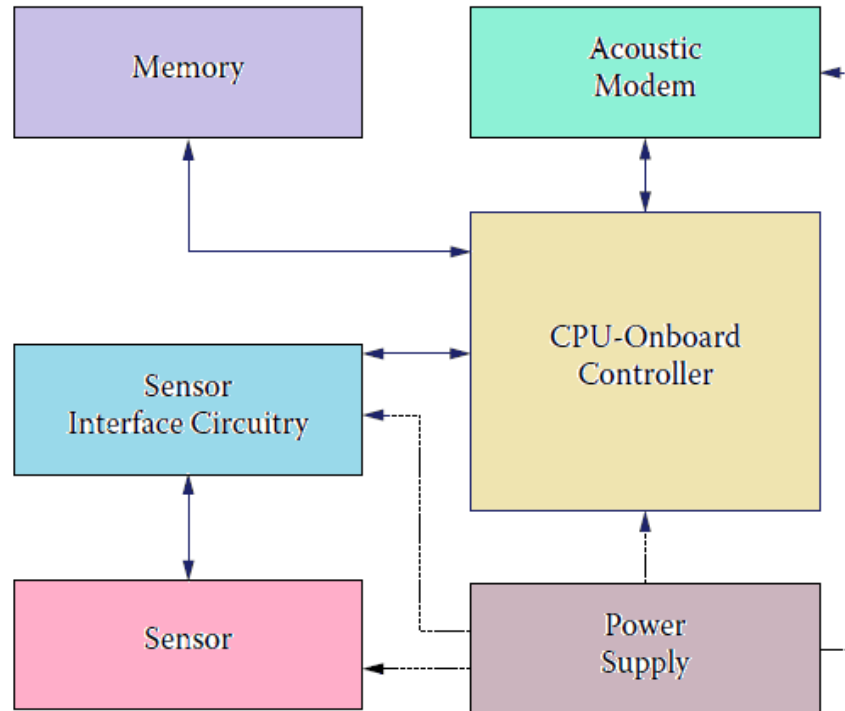 Memory
Acoustic
Modem
CPU-Onboard
Controller
Sensor
Interface Circuitry
Sensor
Power
Supply